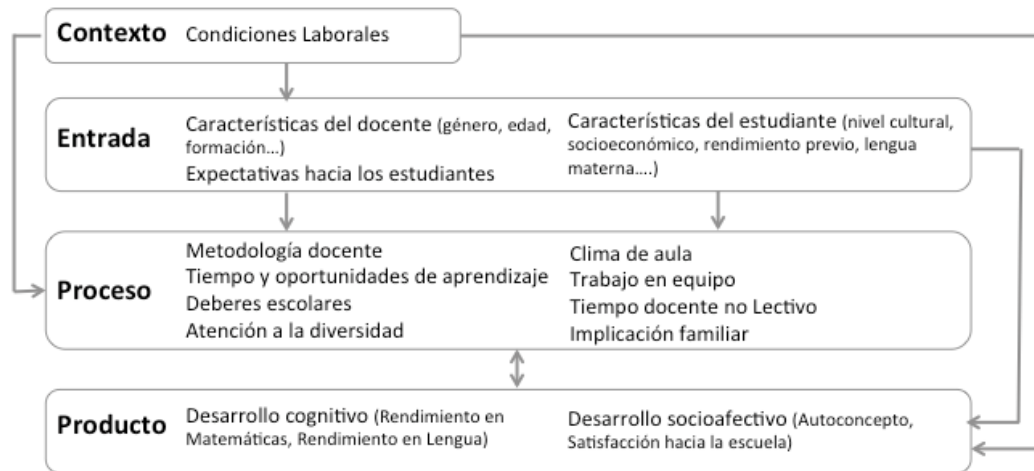 Contexto Condiciones Laborales
Entrada
Características del docente (género, edad,
formación...)
Expectativas hacia los estudiantes
Características del estudiante (nivel cultural,
socioeconómico, rendimiento previo, lengua
materna....)
Proceso
Metodología docente
Tiempo y oportunidades de aprendizaje
Deberes escolares
Atención a la diversidad
Clima de aula
Trabajo en equipo
Tiempo docente no Lectivo
Implicación familiar
Producto
Desarrollo cognitivo (Rendimiento en
Matemáticas, Rendimiento en Lengua)
Desarrollo socioafectivo (Autoconcepto,
Satisfacción hacia la escuela)